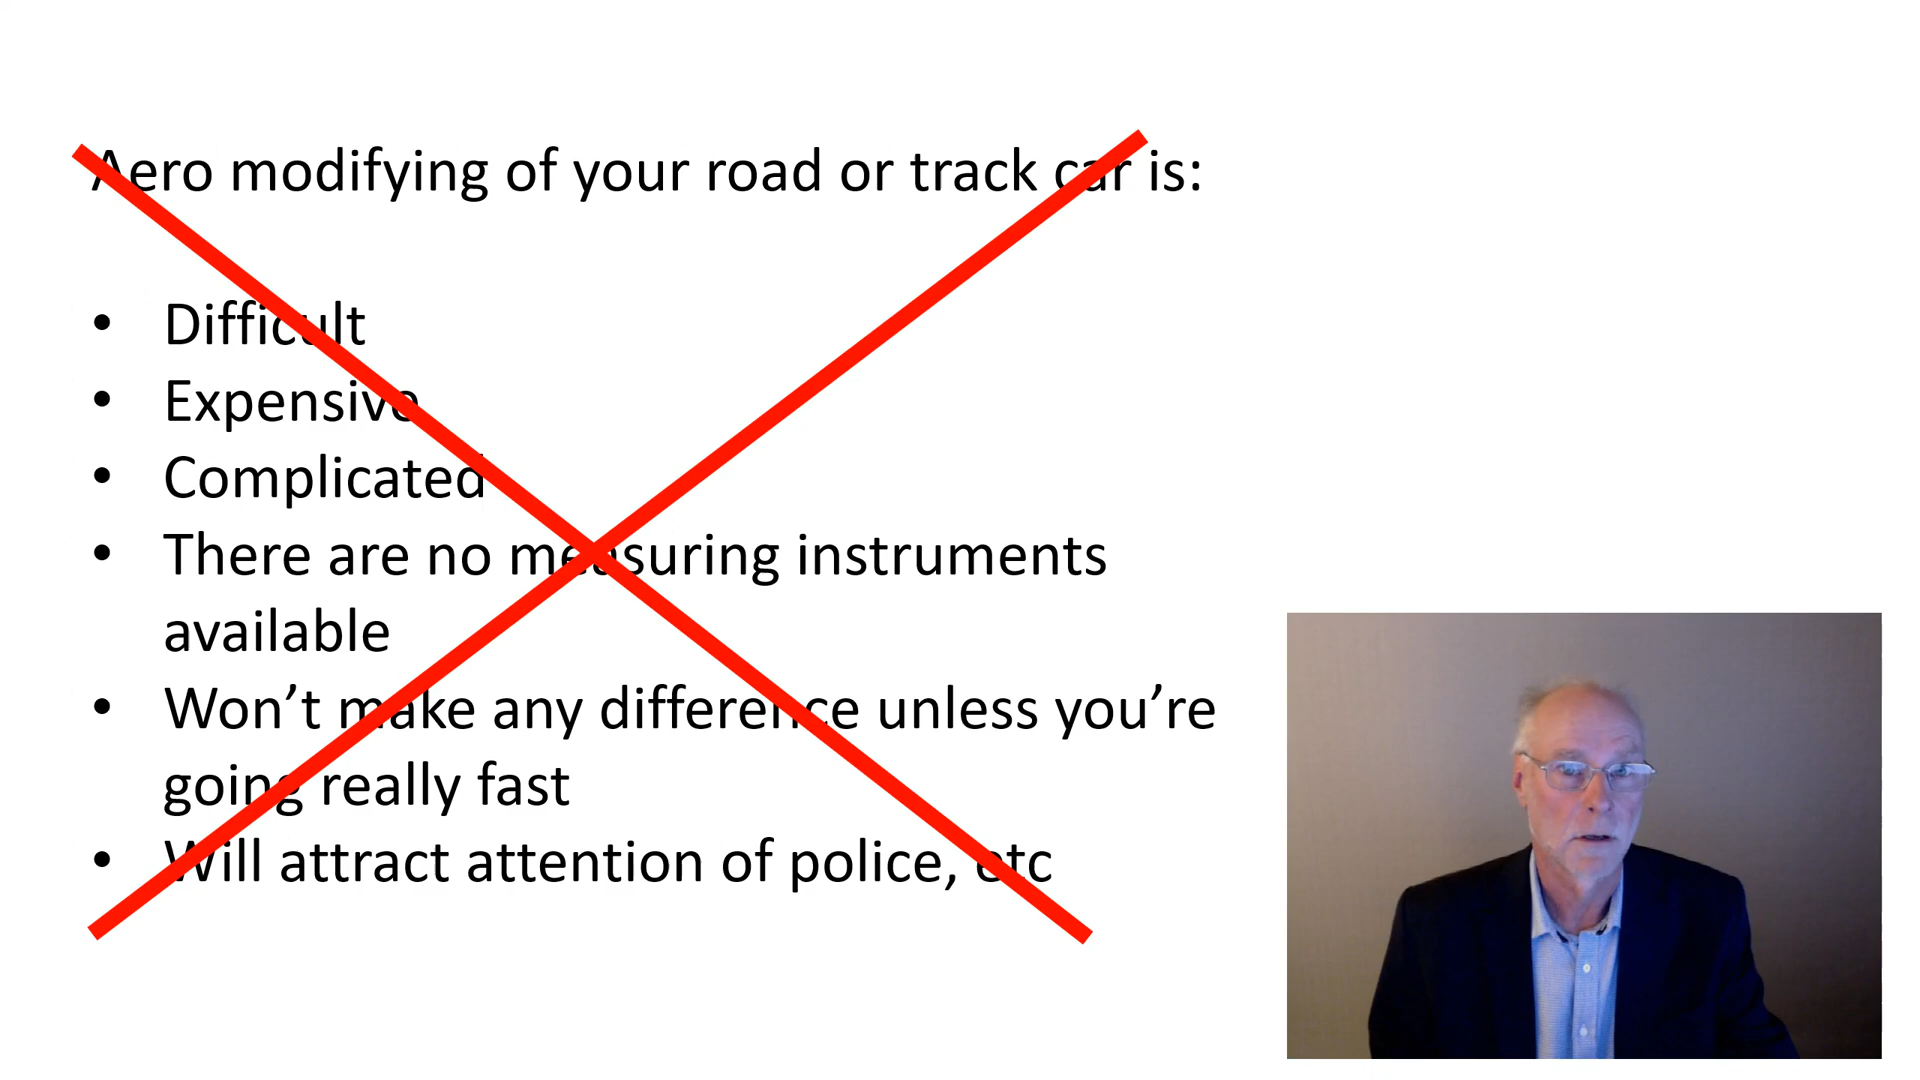 Aero modifying of your road or track car is:
• Difficult
• Expensive
• Complicated
• There are no measuring instruments
available
• Won’t make any difference unless you’re
going really fast
• Will attract attention of police, etc